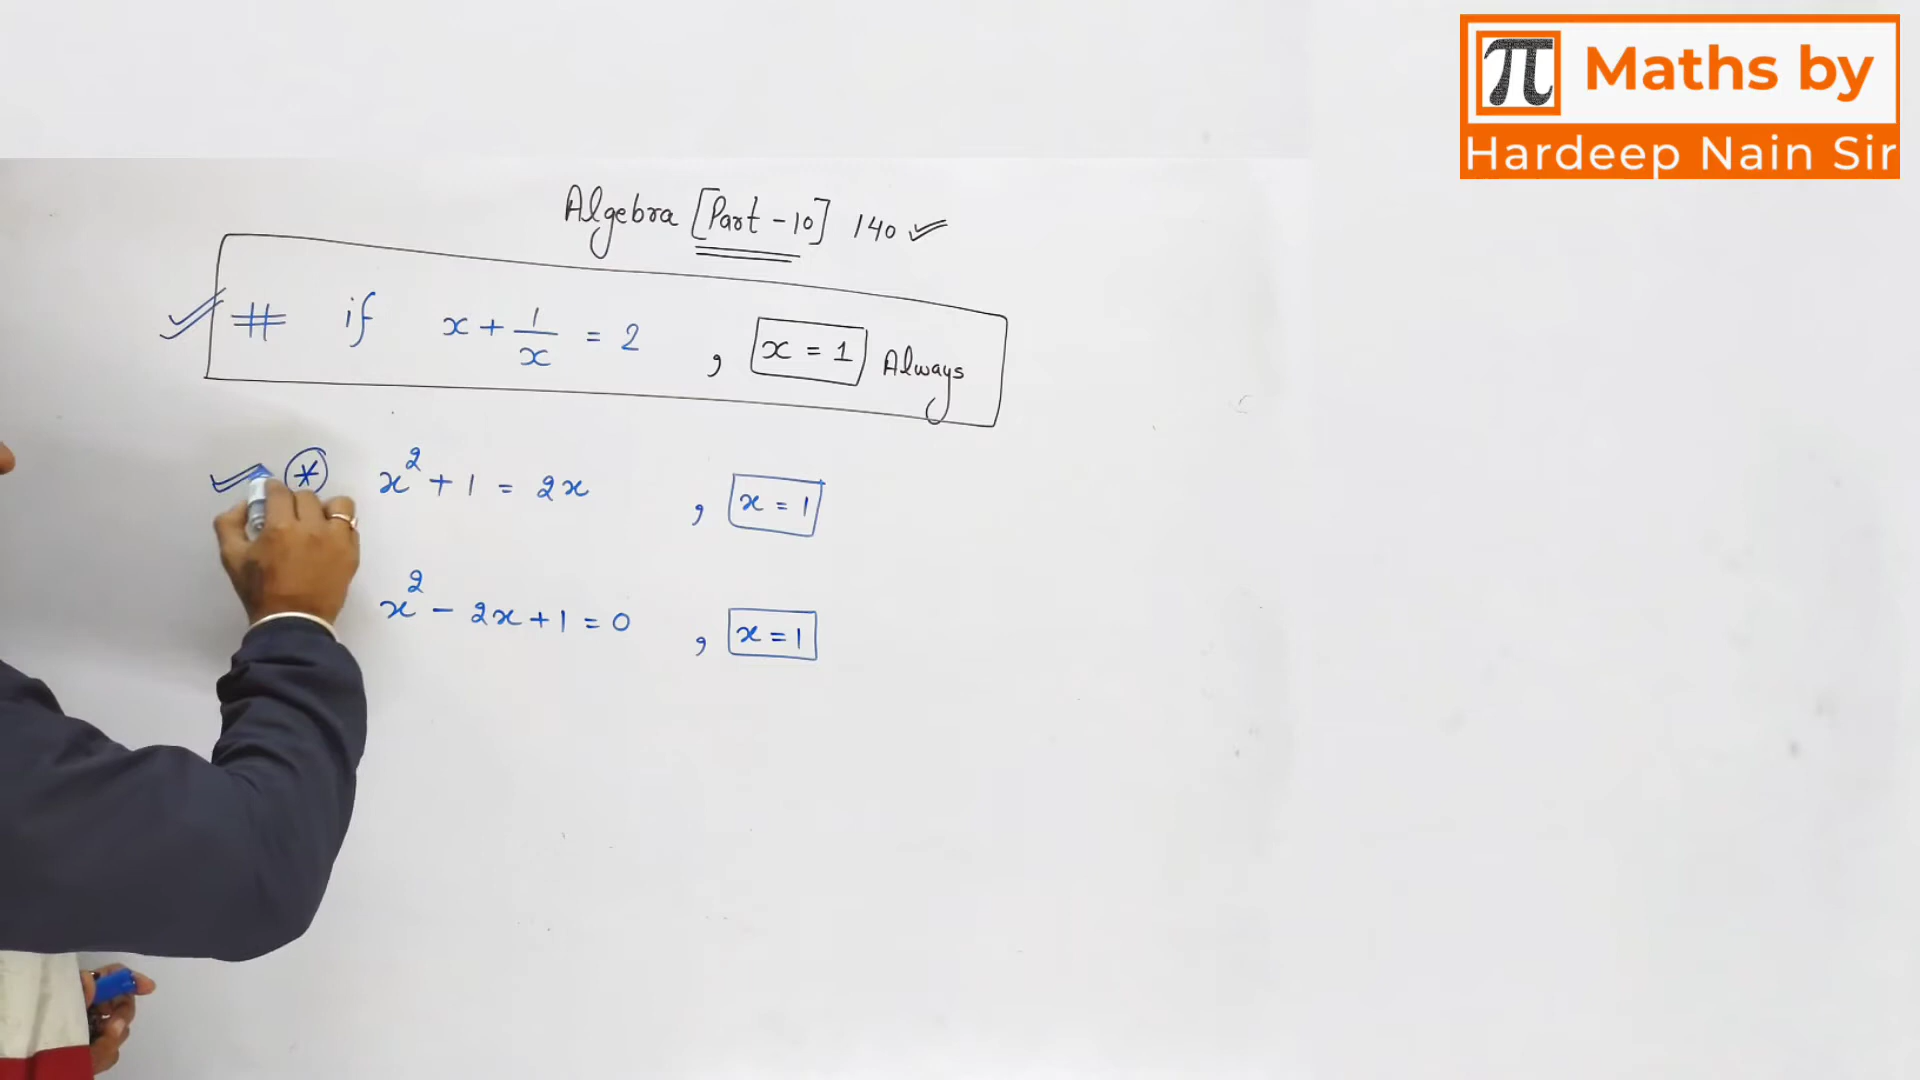 π Maths by
Hardeep Nain Sir
Algebra [Part - 10] 140 ✓
# if x + 1/x = 2 , x = 1 Always
* x² + 1 = 2x , x = 1
x² - 2x + 1 = 0 , x = 1